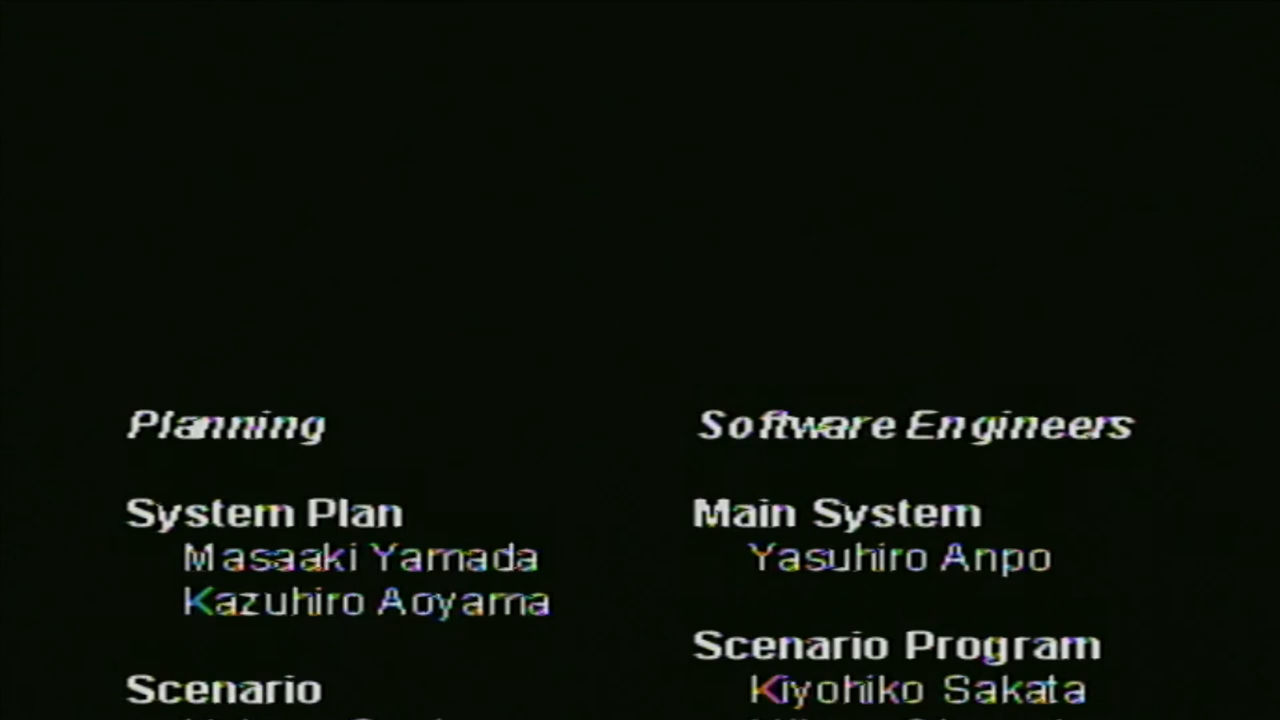 Planning
System Plan
Masaaki Yamada
Kazuhiro Aoyama
Scenario
Software Engineers
Main System
Yasuhiro Anpo
Scenario Program
Kiyohiko Sakata